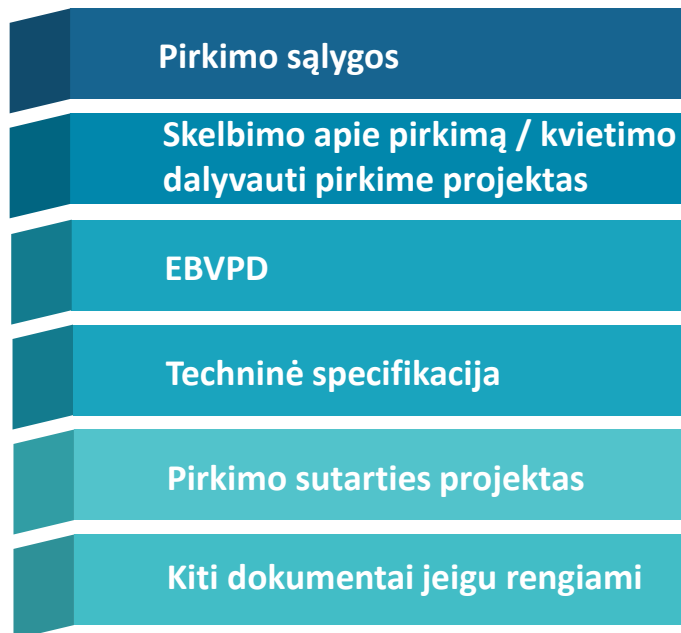 Pirkimo sąlygos
Skelbimo apie pirkimą / kvietimo
dalyvauti pirkime projektas
EBVPD
Techninė specifikacija
Pirkimo sutarties projektas
Kiti dokumentai jeigu rengiami